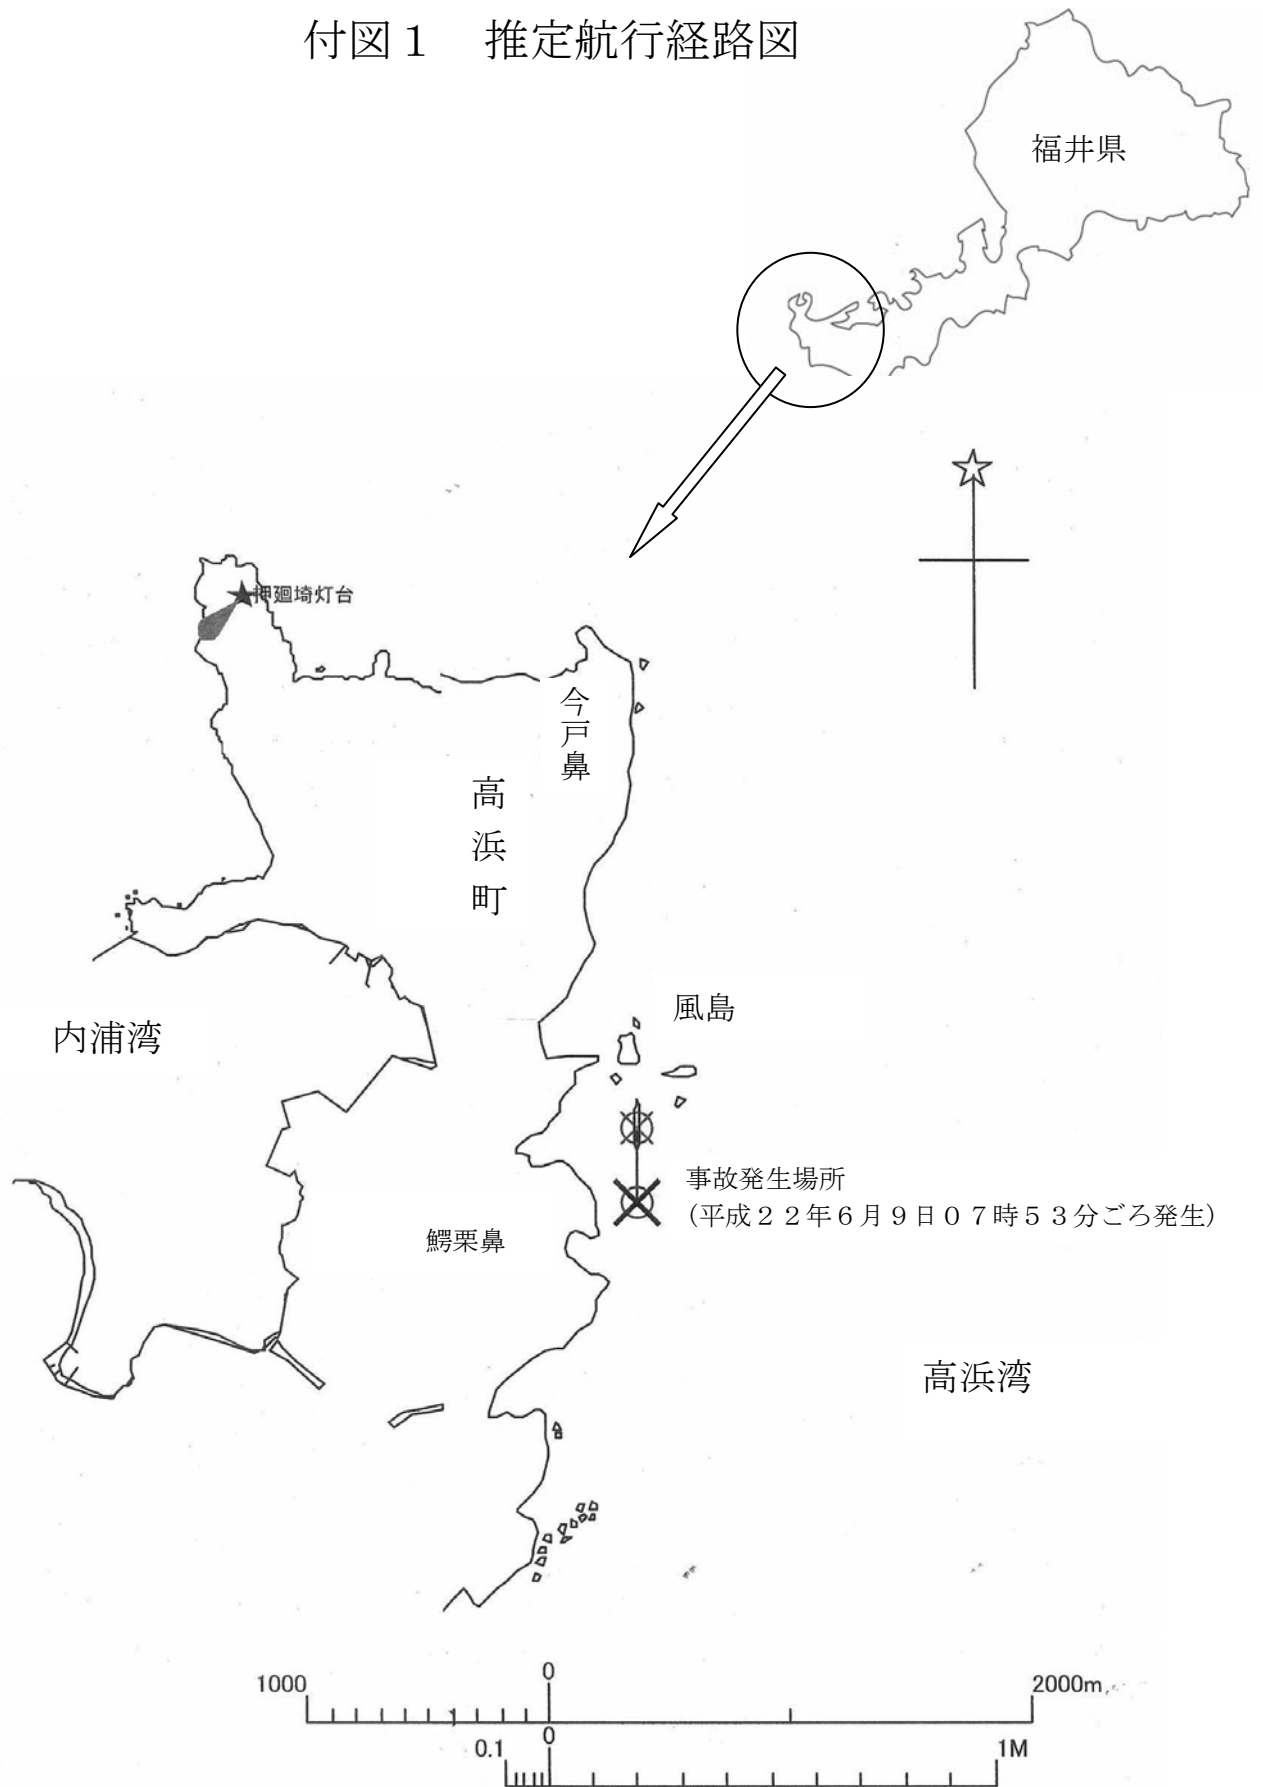 付図１　推定航行経路図
福井県
押廻埼灯台
今戸鼻
高浜町
風島
内浦湾
事故発生場所
(平成２２年６月９日０７時５３分ごろ発生)
鰐栗鼻
高浜湾
1000 0 2000m
0.1 0 1M